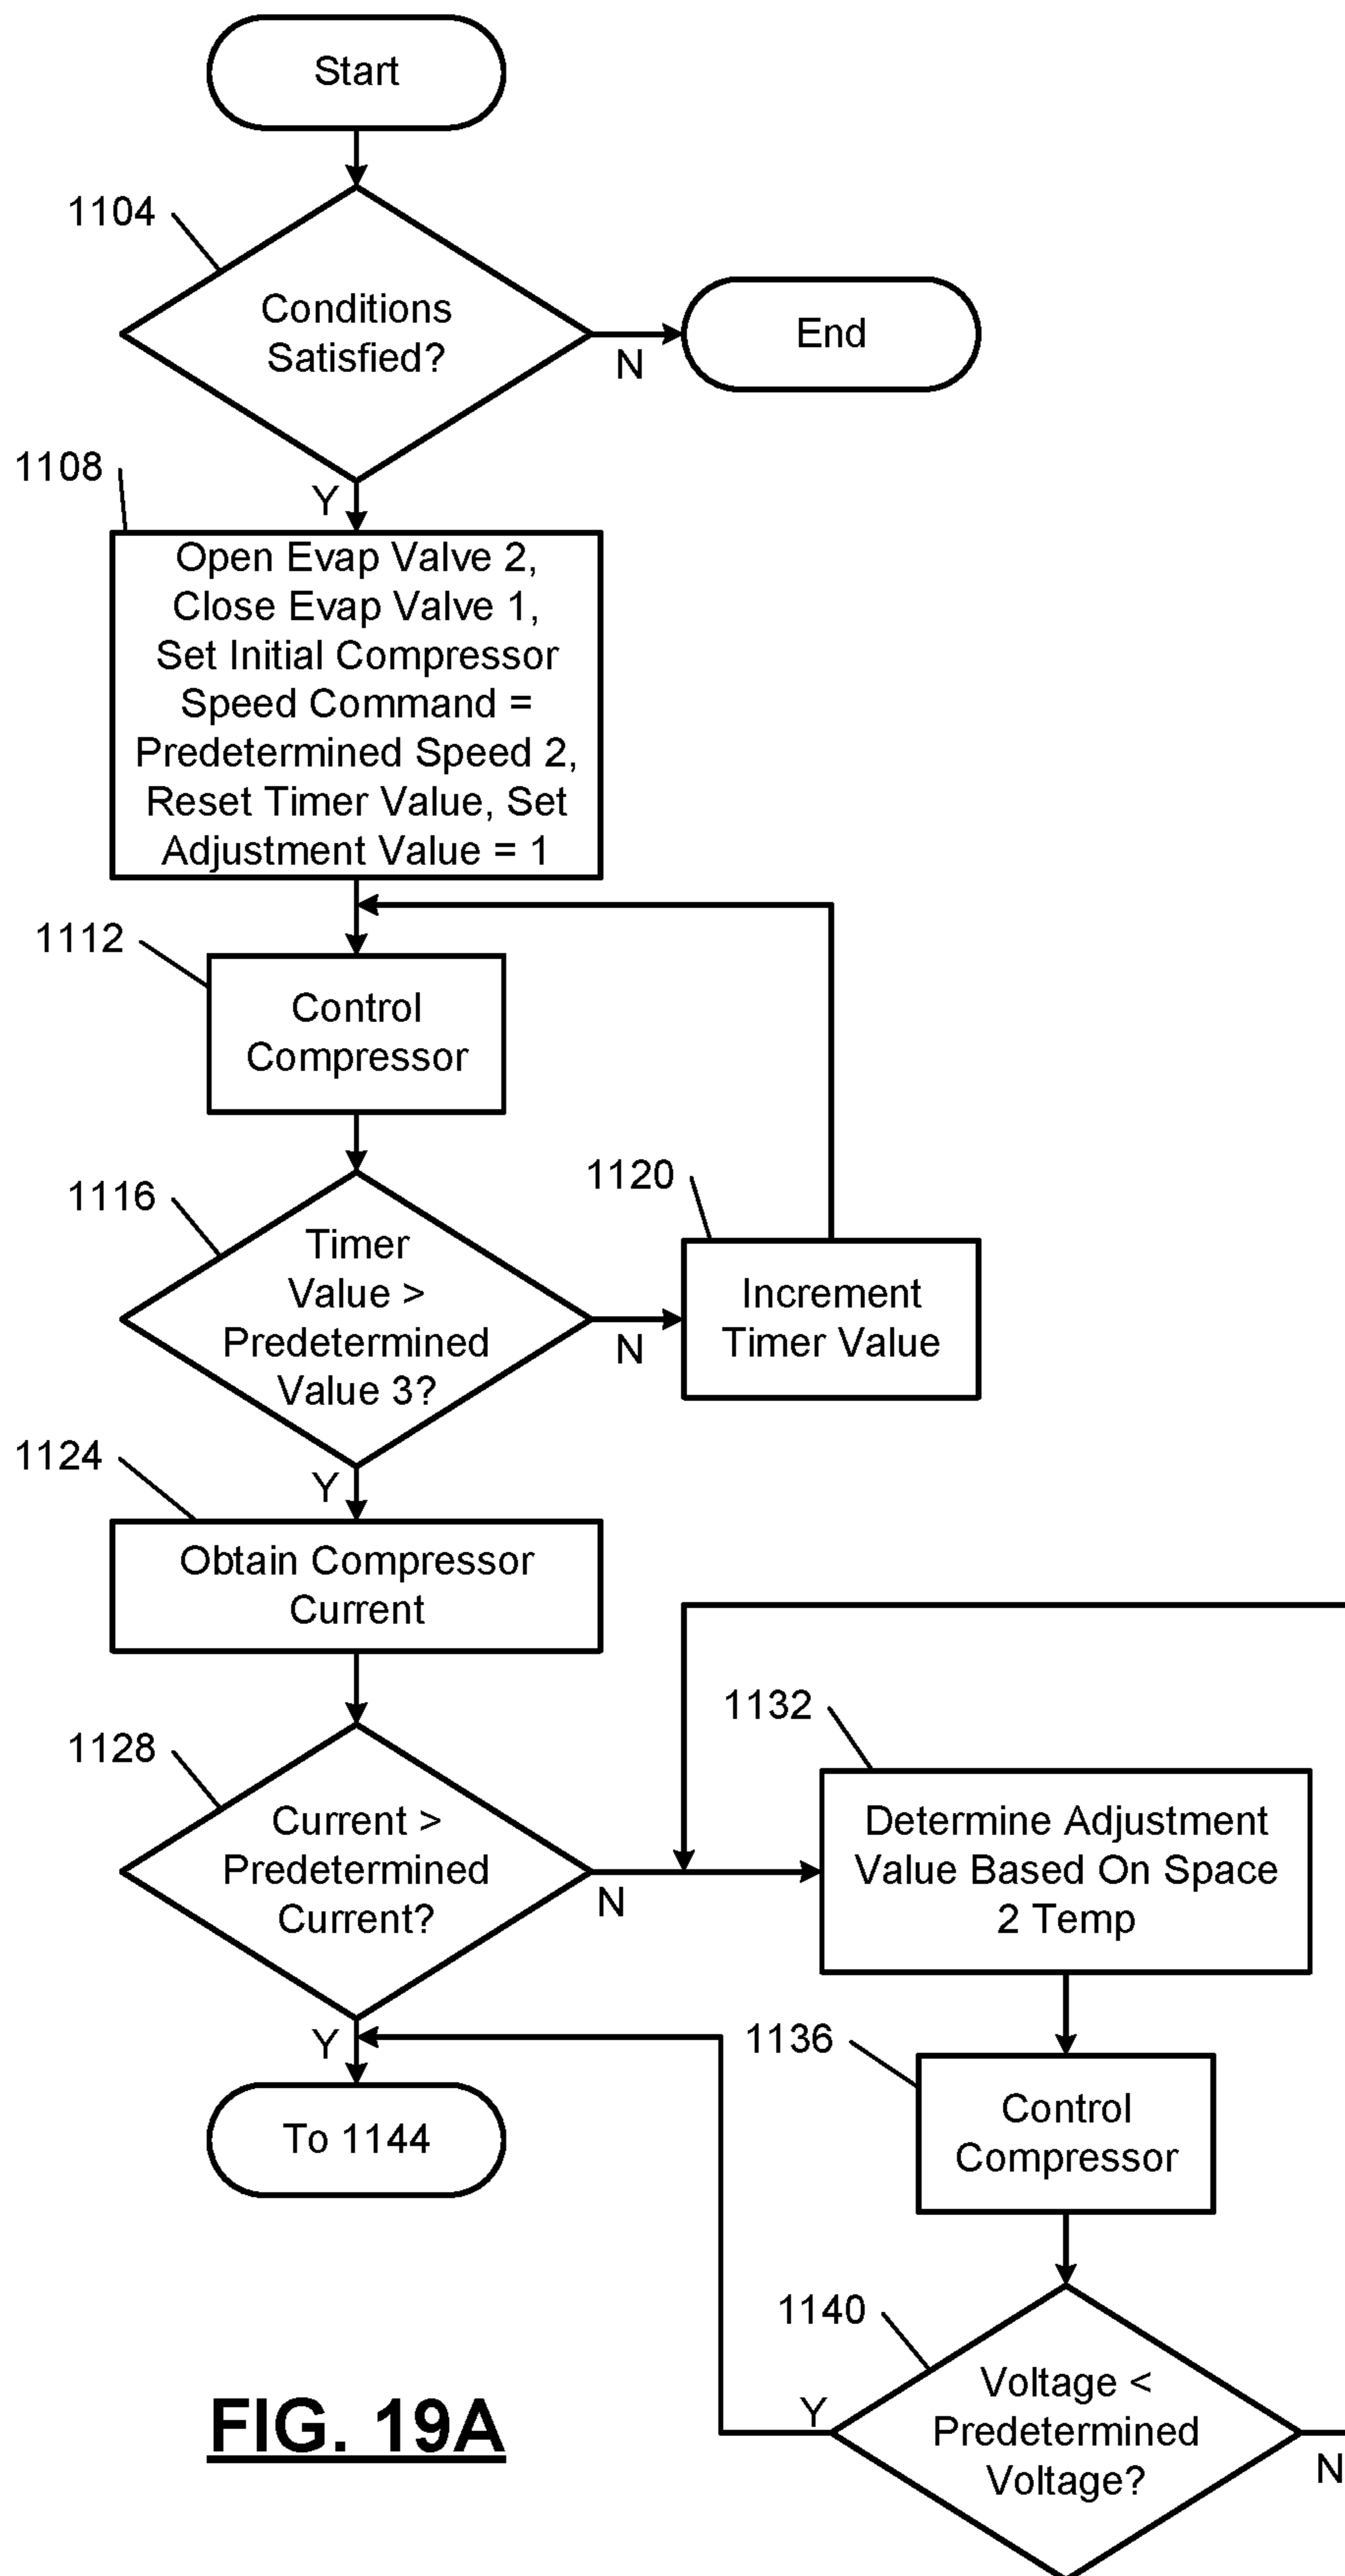 Start
1104
Conditions
Satisfied?
N
End
Y
1108
Open Evap Valve 2,
Close Evap Valve 1,
Set Initial Compressor
Speed Command =
Predetermined Speed 2,
Reset Timer Value, Set
Adjustment Value = 1
1112
Control
Compressor
1116
Timer
Value >
Predetermined
Value 3?
N
1120
Increment
Timer Value
Y
1124
Obtain Compressor
Current
1128
Current >
Predetermined
Current?
N
1132
Determine Adjustment
Value Based On Space
2 Temp
Y
To 1144
1136
Control
Compressor
1140
Voltage <
Predetermined
Voltage?
Y
N
FIG. 19A